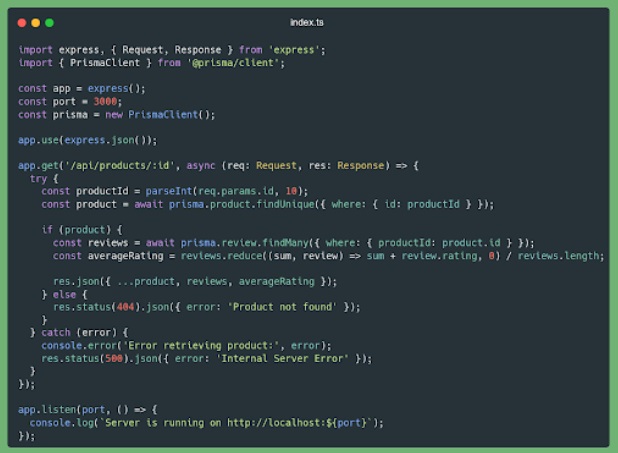 index.ts
import express, { Request, Response } from 'express';
import { PrismaClient } from '@prisma/client';
const app = express();
const port = 3000;
const prisma = new PrismaClient();
app.use(express.json());
app.get('/api/products/:id', async (req: Request, res: Response) => {
  try {
    const productId = parseInt(req.params.id, 10);
    const product = await prisma.product.findUnique({ where: { id: productId } });
    if (product) {
      const reviews = await prisma.review.findMany({ where: { productId: product.id } });
      const averageRating = reviews.reduce((sum, review) => sum + review.rating, 0) / reviews.length;
      res.json({ ...product, reviews, averageRating });
    } else {
      res.status(404).json({ error: 'Product not found' });
    }
  } catch (error) {
    console.error('Error retrieving product:', error);
    res.status(500).json({ error: 'Internal Server Error' });
  }
});
app.listen(port, () => {
  console.log(`Server is running on http://localhost:${port}`);
});